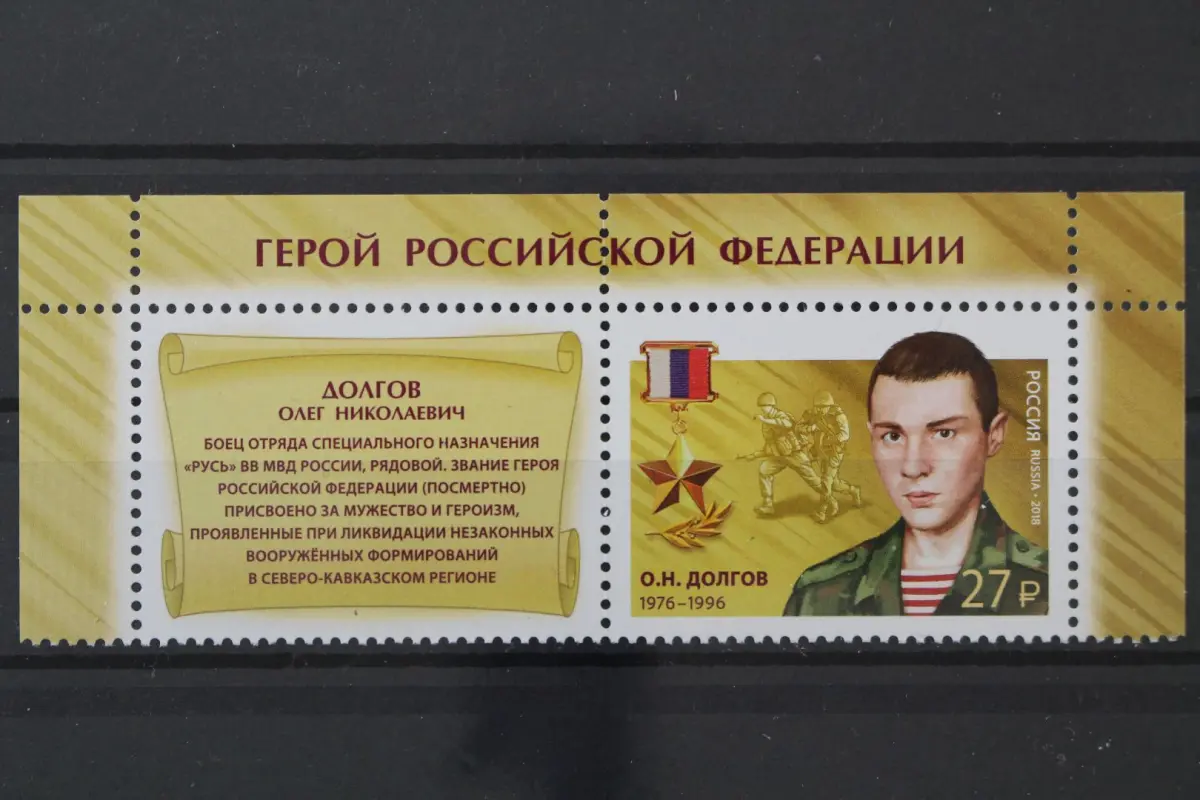 ГЕРОЙ РОССИЙСКОЙ ФЕДЕРАЦИИ
ДОЛГОВ
ОЛЕГ НИКОЛАЕВИЧ
БОЕЦ ОТРЯДА СПЕЦИАЛЬНОГО НАЗНАЧЕНИЯ
«РУСЬ» ВВ МВД РОССИИ, РЯДОВОЙ. ЗВАНИЕ ГЕРОЯ
РОССИЙСКОЙ ФЕДЕРАЦИИ (ПОСМЕРТНО)
ПРИСВОЕНО ЗА МУЖЕСТВО И ГЕРОИЗМ,
ПРОЯВЛЕННЫЕ ПРИ ЛИКВИДАЦИИ НЕЗАКОННЫХ
ВООРУЖЁННЫХ ФОРМИРОВАНИЙ
В СЕВЕРО-КАВКАЗСКОМ РЕГИОНЕ
РОССИЯ RUSSIA • 2018
О.Н. ДОЛГОВ
1976–1996
27 ₽